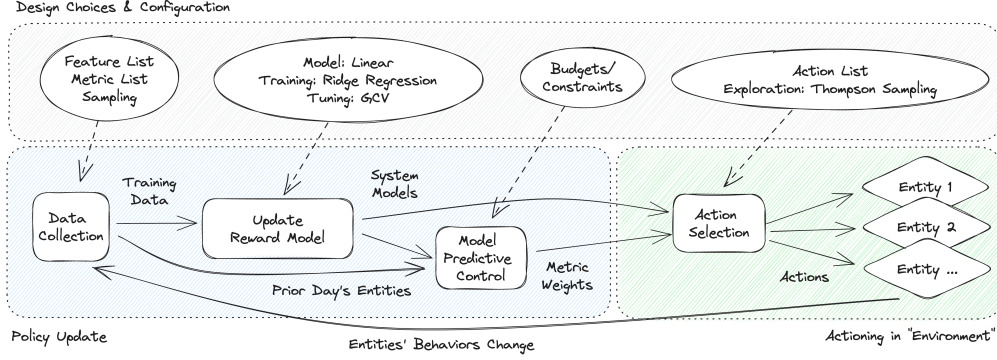 Design Choices & Configuration
Feature List
Metric List
Sampling
Model: Linear
Training: Ridge Regression
Tuning: GCV
Budgets/
Constraints
Action List
Exploration: Thompson Sampling
Training
Data
System
Models
Data
Collection
Update
Reward Model
Model
Predictive
Control
Action
Selection
Entity 1
Entity 2
Entity ...
Prior Day's Entities
Metric
Weights
Actions
Policy Update
Entities' Behaviors Change
Actioning in "Environment"